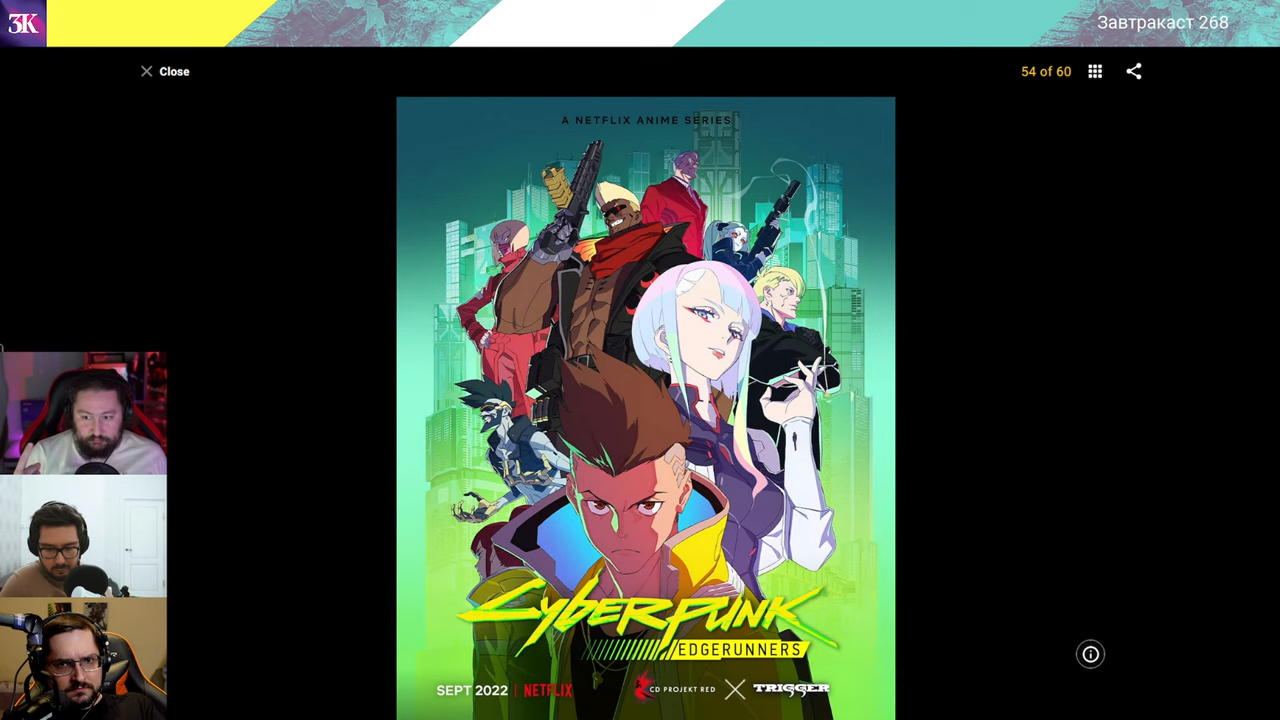 3K
Завтракаст 268
Close
54 of 60
A NETFLIX ANIME SERIES
CYBERPUNK
EDGERUNNERS
SEPT 2022 | NETFLIX
CD PROJEKT RED
TRIGGER